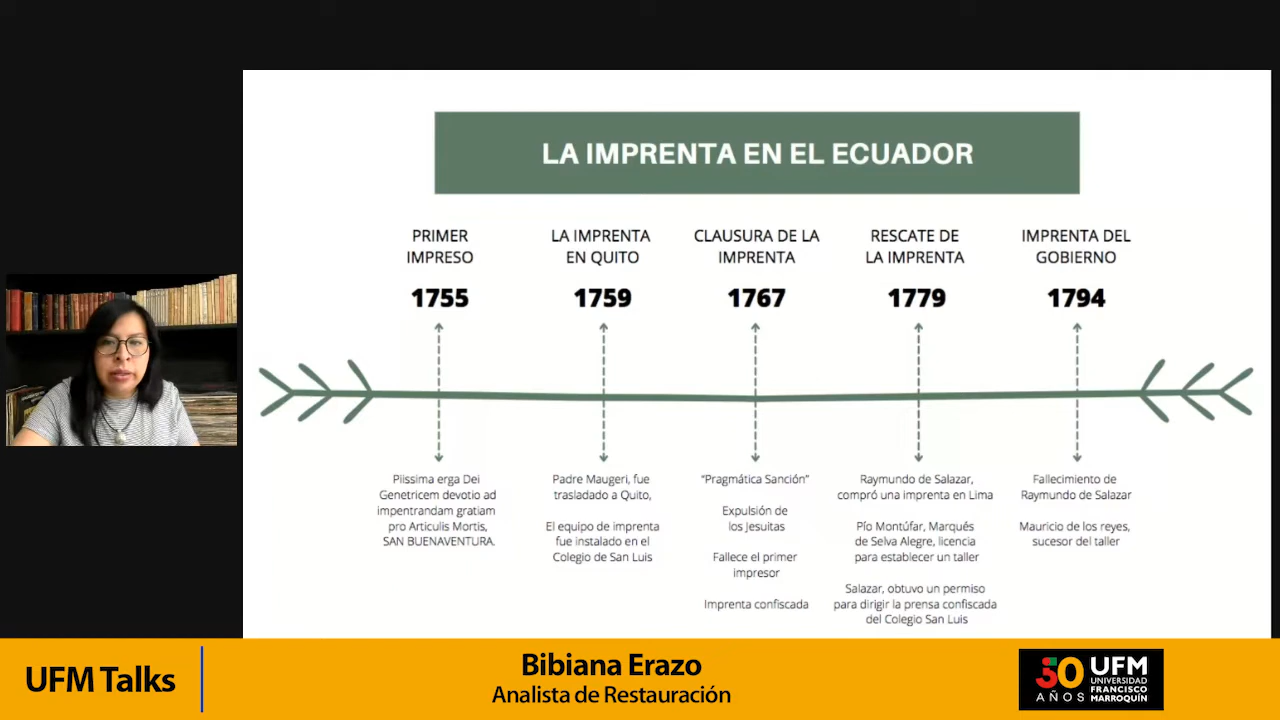 LA IMPRENTA EN EL ECUADOR
PRIMER
IMPRESO
1755
LA IMPRENTA
EN QUITO
1759
CLAUSURA DE LA
IMPRENTA
1767
RESCATE DE
LA IMPRENTA
1779
IMPRENTA DEL
GOBIERNO
1794
Piissima erga Dei
Genetricem devotio ad
impentrandam gratiam
pro Articulis Mortis,
SAN BUENAVENTURA.
Padre Maugeri, fue
trasladado a Quito,
El equipo de imprenta
fue instalado en el
Colegio de San Luis
“Pragmática Sanción”
Expulsión de
los Jesuitas
Fallece el primer
impresor
Imprenta confiscada
Raymundo de Salazar,
compró una imprenta en Lima
Pío Montúfar, Marqués
de Selva Alegre, licencia
para establecer un taller
Salazar, obtuvo un permiso
para dirigir la prensa confiscada
del Colegio San Luis
Fallecimiento de
Raymundo de Salazar
Mauricio de los reyes,
sucesor del taller
UFM Talks
Bibiana Erazo
Analista de Restauración
50
AÑOS
UFM
UNIVERSIDAD
FRANCISCO
MARROQUÍN